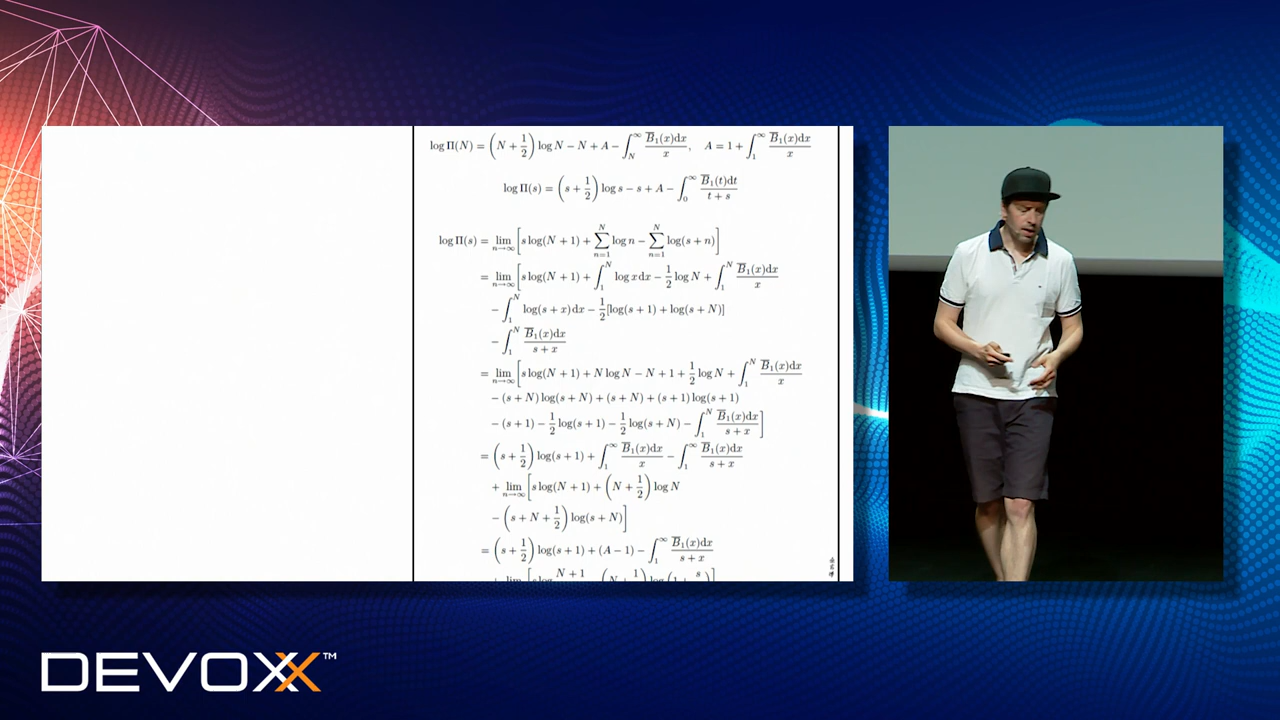 log Π(N) = (N + 1/2) log N − N + A − ∫_N^∞ B̅₁(x)dx / x,    A = 1 + ∫_1^∞ B̅₁(x)dx / x
log Π(s) = (s + 1/2) log s − s + A − ∫_0^∞ B̅₁(t)dt / (t + s)
log Π(s) = lim_{n→∞} [ s log(N + 1) + ∑_{n=1}^N log n − ∑_{n=1}^N log(s + n) ]
= lim_{n→∞} [ s log(N + 1) + ∫_1^N log x dx − 1/2 log N + ∫_1^N B̅₁(x)dx / x
− ∫_1^N log(s + x)dx − 1/2 [log(s + 1) + log(s + N)]
− ∫_1^N B̅₁(x)dx / (s + x)
= lim_{n→∞} [ s log(N + 1) + N log N − N + 1 + 1/2 log N + ∫_1^N B̅₁(x)dx / x
− (s + N) log(s + N) + (s + N) + (s + 1) log(s + 1)
− (s + 1) − 1/2 log(s + 1) − 1/2 log(s + N) − ∫_1^N B̅₁(x)dx / (s + x) ]
= (s + 1/2) log(s + 1) + ∫_1^∞ B̅₁(x)dx / x − ∫_1^∞ B̅₁(x)dx / (s + x)
+ lim_{n→∞} [ s log(N + 1) + (N + 1/2) log N
− (s + N + 1/2) log(s + N) ]
= (s + 1/2) log(s + 1) + (A − 1) − ∫_1^∞ B̅₁(x)dx / (s + x)
DEVOXX™